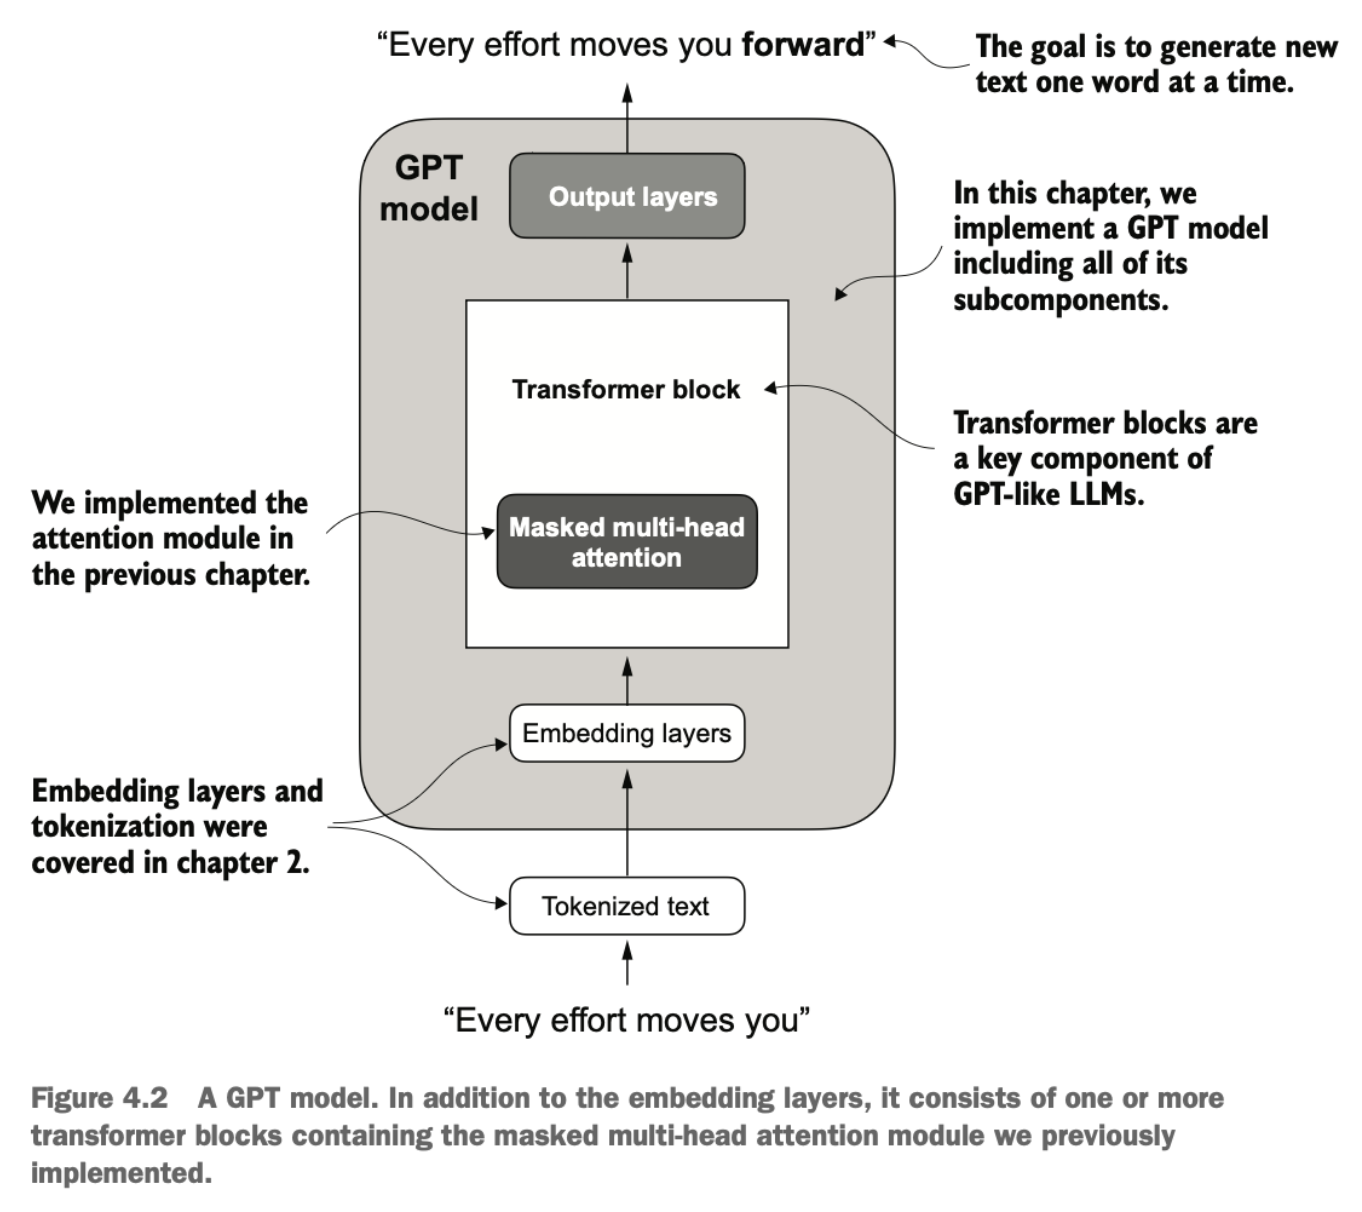 “Every effort moves you forward”
The goal is to generate new
text one word at a time.
GPT
model
Output layers
In this chapter, we
implement a GPT model
including all of its
subcomponents.
Transformer block
Transformer blocks are
a key component of
GPT-like LLMs.
We implemented the
attention module in
the previous chapter.
Masked multi-head
attention
Embedding layers
Embedding layers and
tokenization were
covered in chapter 2.
Tokenized text
“Every effort moves you”
Figure 4.2 A GPT model. In addition to the embedding layers, it consists of one or more
transformer blocks containing the masked multi-head attention module we previously
implemented.